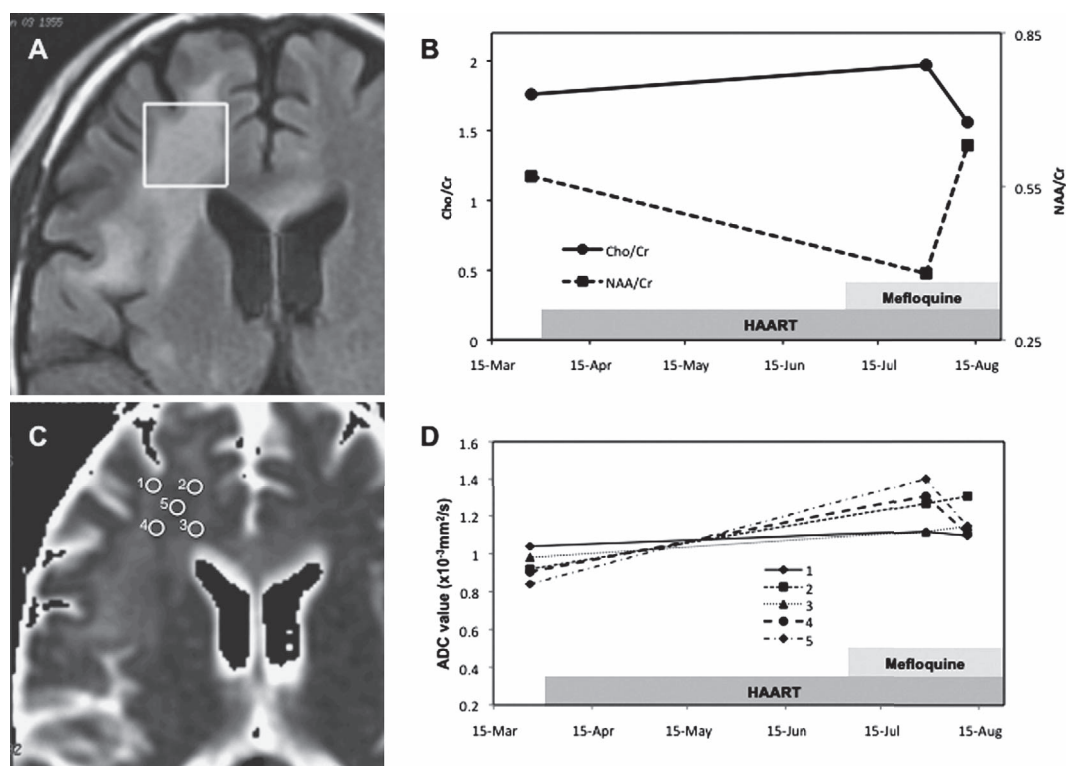 n 03 1955
A
B
2
1.5
1
0.5
0
Cho/Cr
0.85
0.55
0.25
NAA/Cr
Cho/Cr
NAA/Cr
Mefloquine
HAART
15-Mar 15-Apr 15-May 15-Jun 15-Jul 15-Aug
C
1 2
5
4 3
2
D
1.6
1.4
1.2
1
0.8
0.6
0.4
0.2
ADC value (x10⁻³mm²/s)
1
2
3
4
5
Mefloquine
HAART
15-Mar 15-Apr 15-May 15-Jun 15-Jul 15-Aug